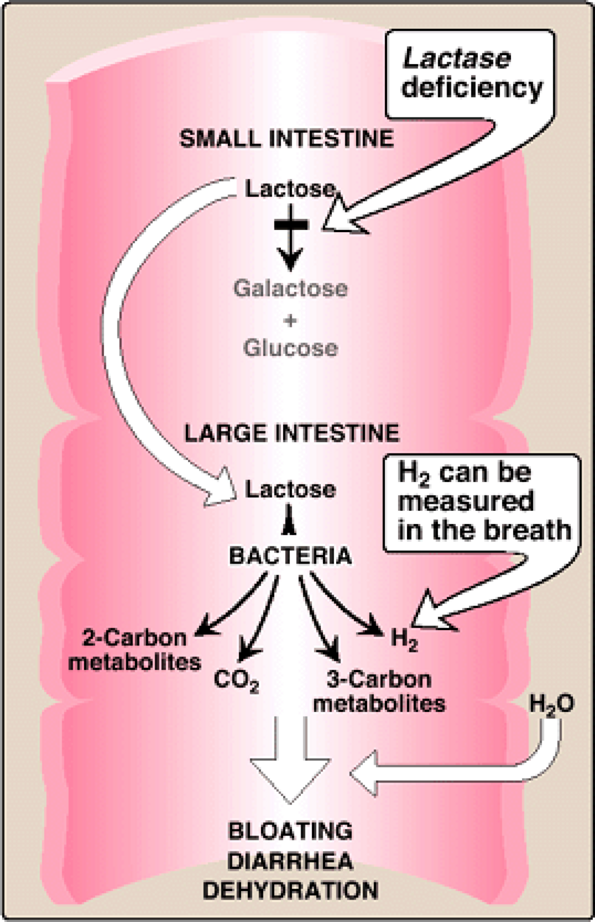 Lactase
deficiency
SMALL INTESTINE
Lactose
Galactose
+
Glucose
LARGE INTESTINE
Lactose
H₂ can be
measured
in the breath
BACTERIA
2-Carbon
metabolites
CO₂
3-Carbon
metabolites
H₂
H₂O
BLOATING
DIARRHEA
DEHYDRATION